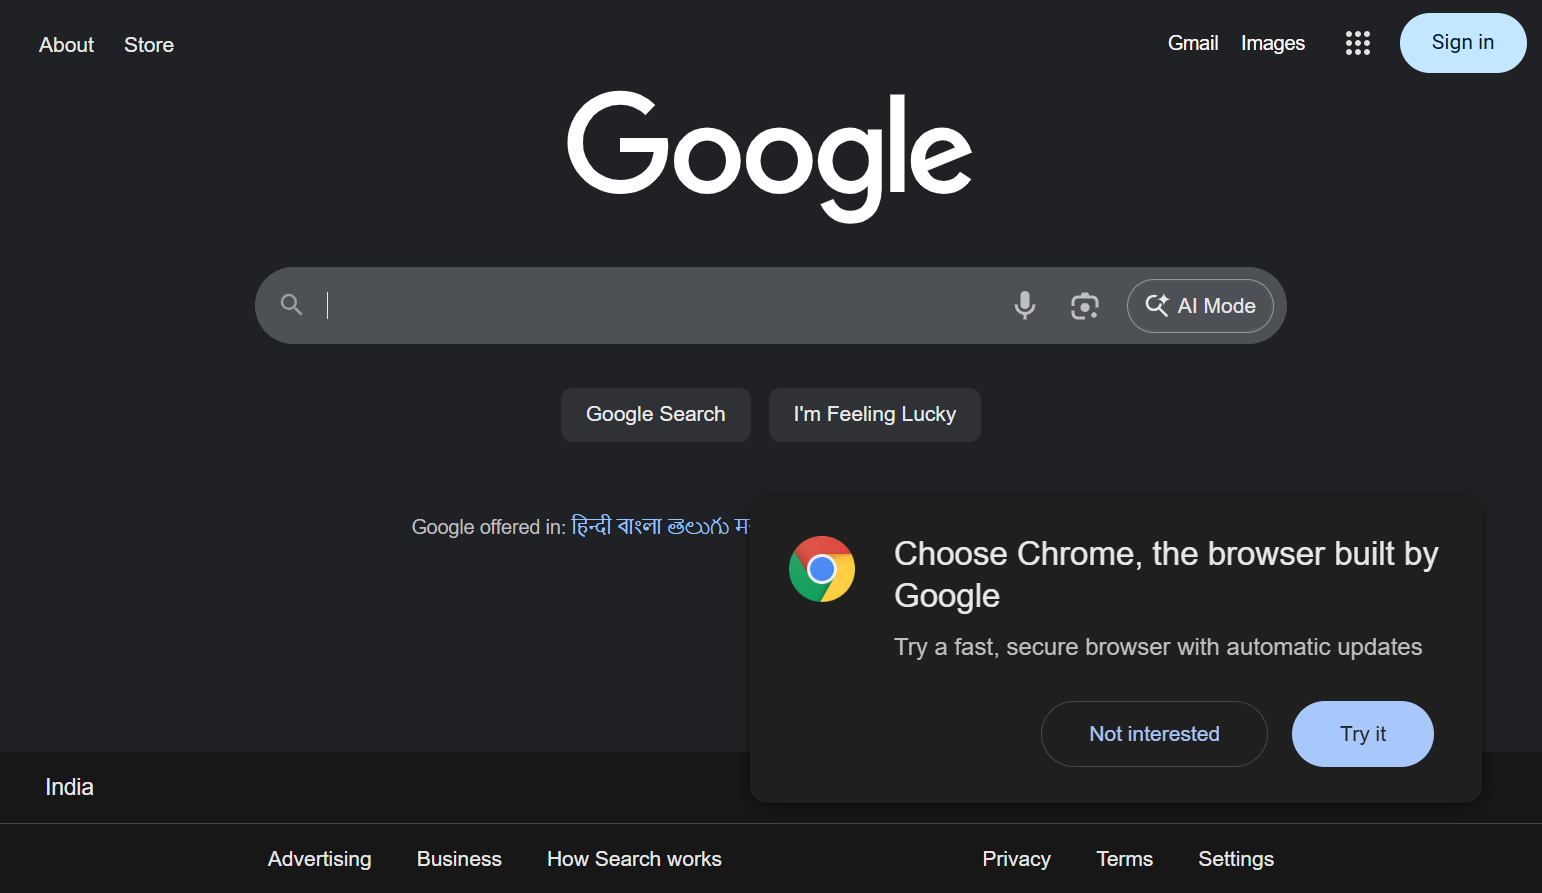 About Store
Gmail Images Sign in
Google
AI Mode
Google Search I'm Feeling Lucky
Google offered in: हिन्दी বাংলা తెలుగు
Choose Chrome, the browser built by
Google
Try a fast, secure browser with automatic updates
Not interested Try it
India
Advertising Business How Search works Privacy Terms Settings